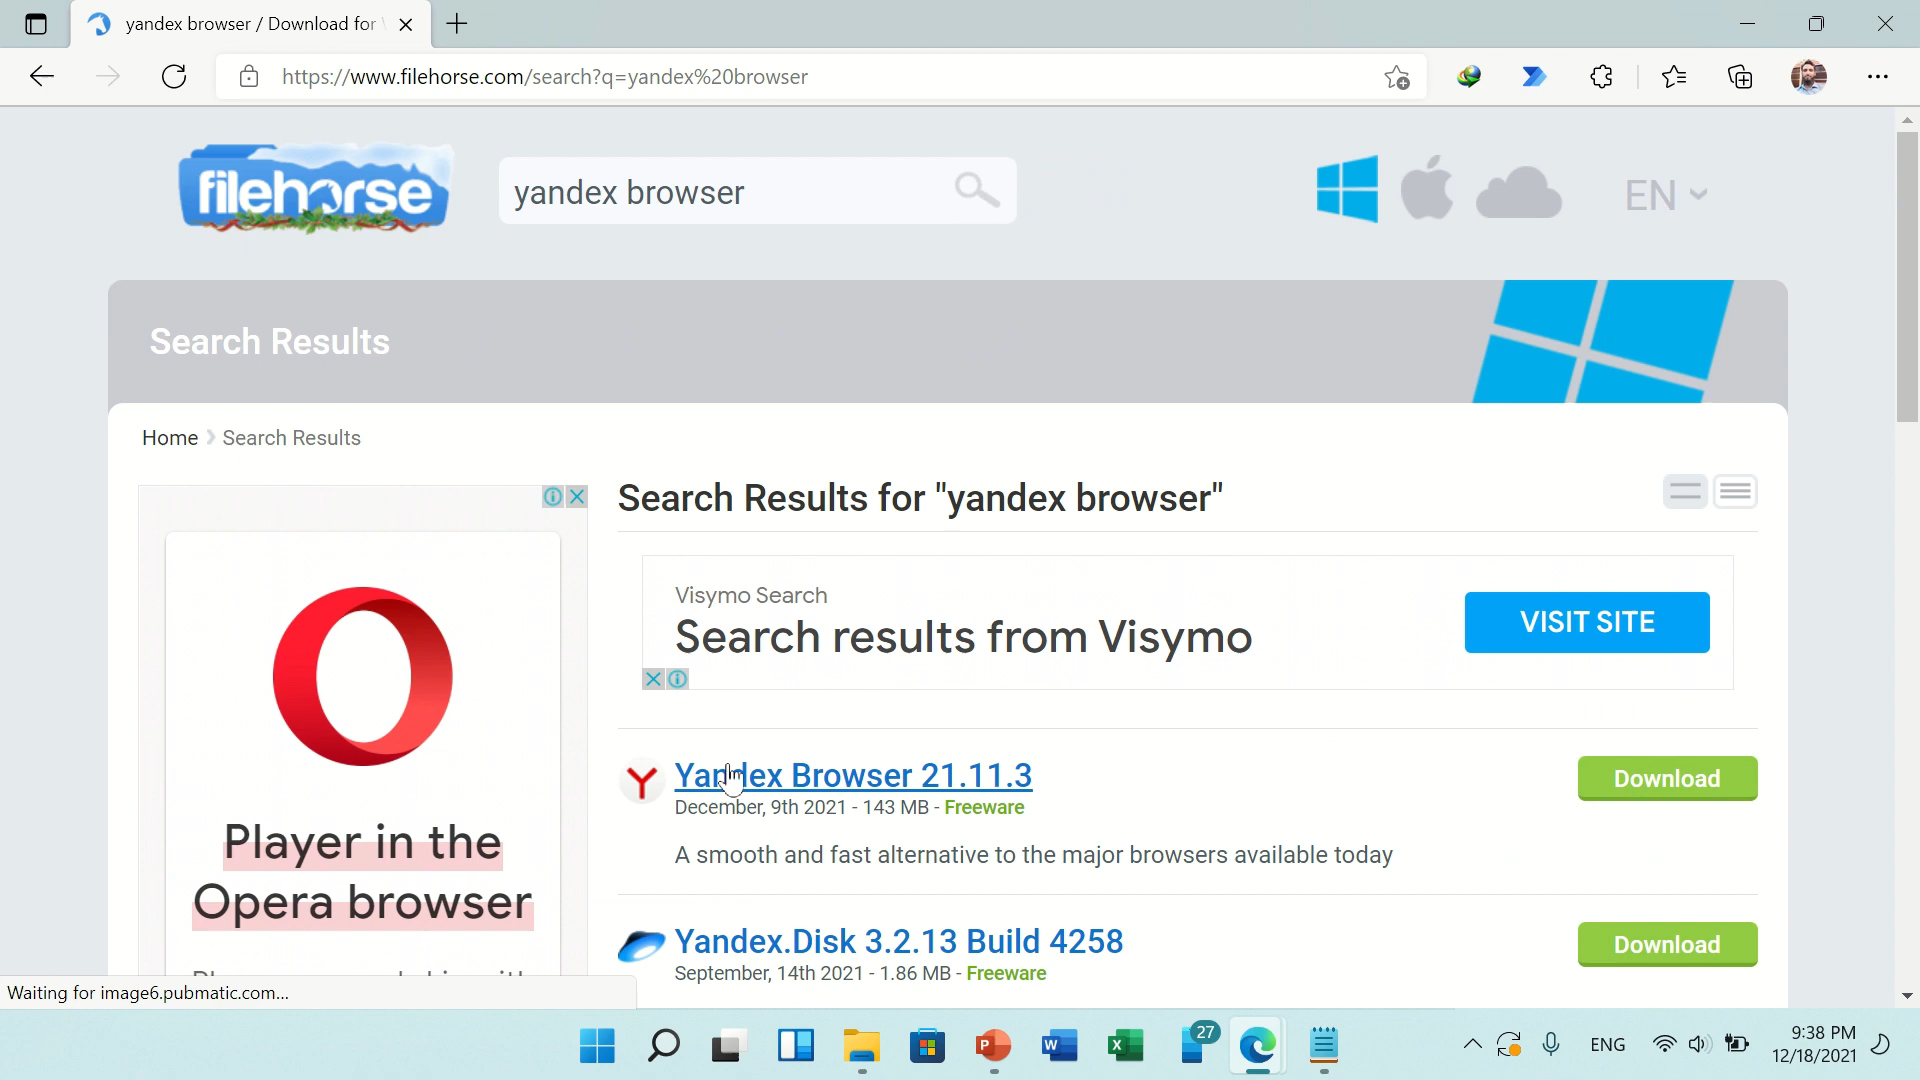 yandex browser / Download for
https://www.filehorse.com/search?q=yandex%20browser
filehorse
yandex browser
EN
Search Results
Home Search Results
Search Results for "yandex browser"
Visymo Search
Search results from Visymo
VISIT SITE
Player in the
Opera browser
Yandex Browser 21.11.3
December, 9th 2021 - 143 MB - Freeware
Download
A smooth and fast alternative to the major browsers available today
Yandex.Disk 3.2.13 Build 4258
September, 14th 2021 - 1.86 MB - Freeware
Download
Waiting for image6.pubmatic.com...
27
ENG
9:38 PM
12/18/2021